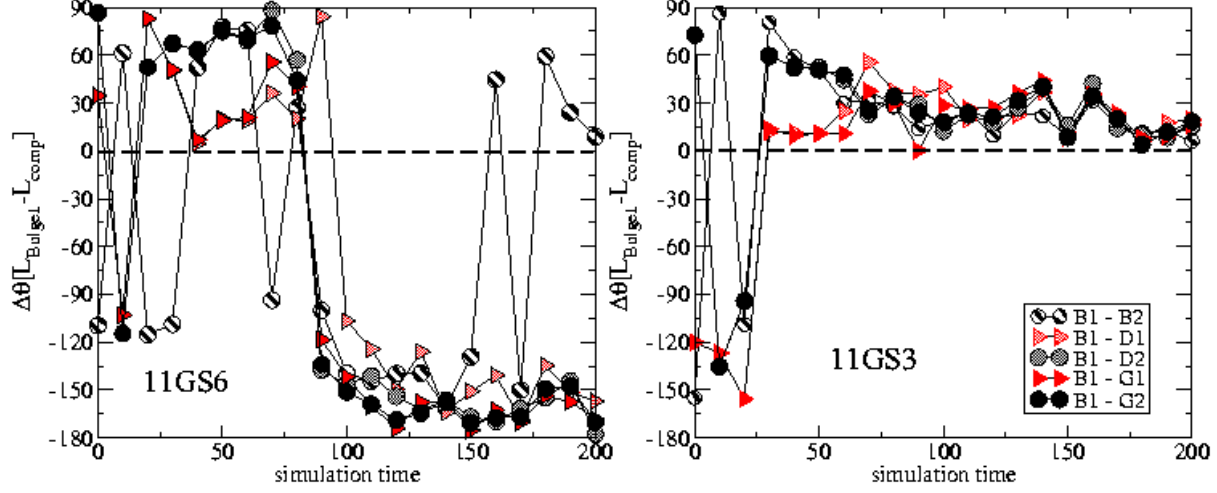 90
60
30
0
-30
-60
-90
-120
-150
-180
Δθ[L_Bulge1-L_comp]
11GS6
0
50
100
150
200
simulation time
90
60
30
0
-30
-60
-90
-120
-150
-180
Δθ[L_Bulge1-L_comp]
11GS3
B1 - B2
B1 - D1
B1 - D2
B1 - G1
B1 - G2
0
50
100
150
200
simulation time